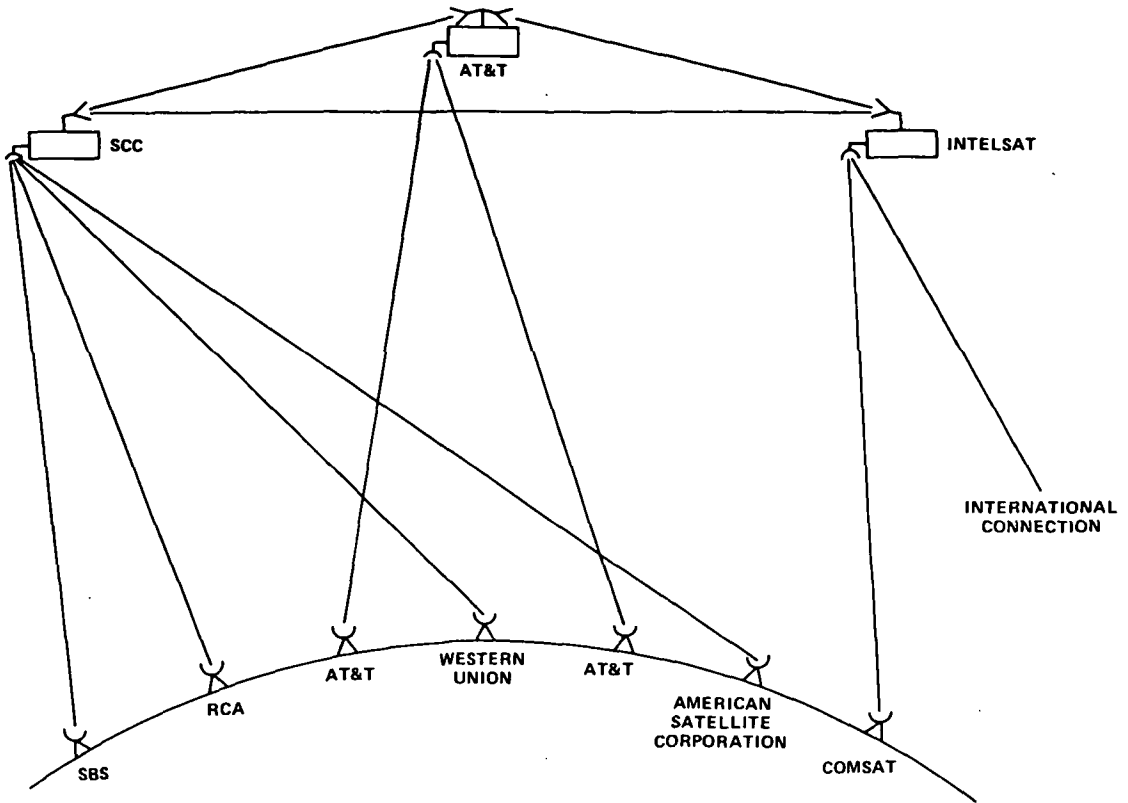 AT&T
SCC
INTELSAT
INTERNATIONAL
CONNECTION
AT&T
WESTERN
UNION
AT&T
RCA
AMERICAN
SATELLITE
CORPORATION
SBS
COMSAT